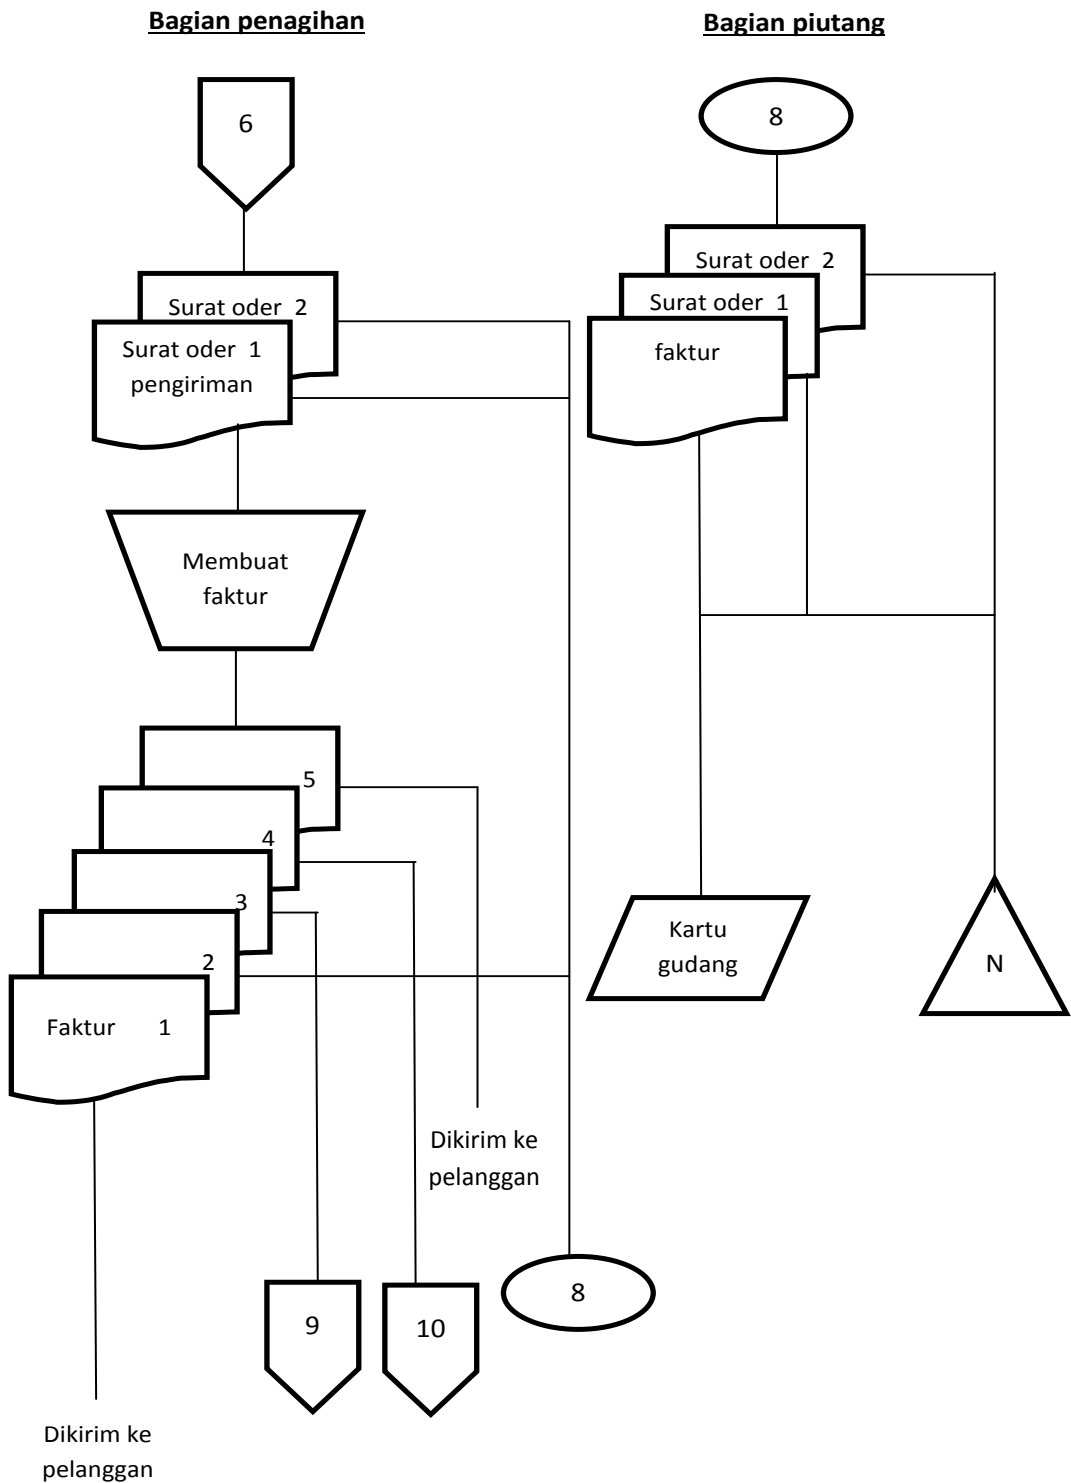 Bagian penagihan
6
Surat oder 2
Surat oder 1
pengiriman
Membuat
faktur
5
4
3
2
Faktur 1
Dikirim ke
pelanggan
9
10
8
Dikirim ke
pelanggan
Bagian piutang
8
Surat oder 2
Surat oder 1
faktur
Kartu
gudang
N